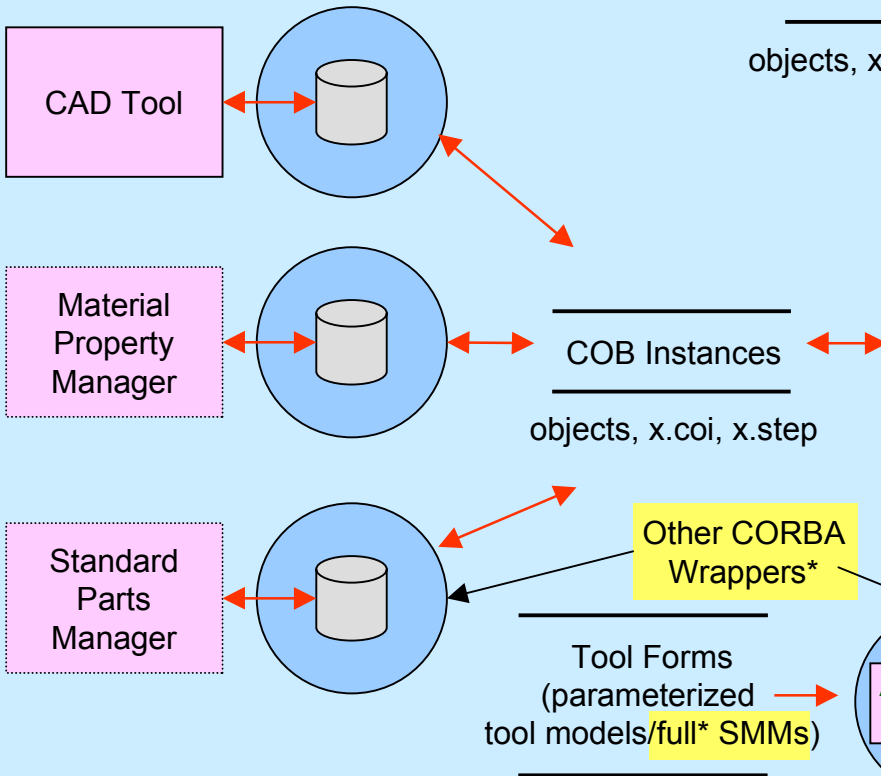 objects, x
CAD Tool
Material
Property
Manager
COB Instances
objects, x.coi, x.step
Other CORBA
Wrappers*
Standard
Parts
Manager
Tool Forms
(parameterized
tool models/full* SMMs)